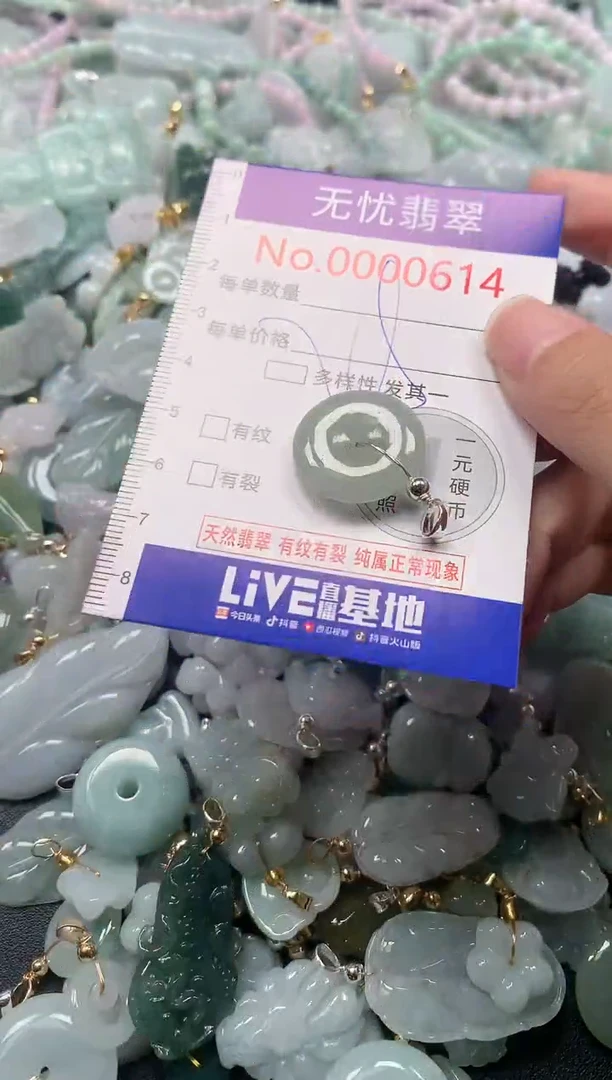 无忧翡翠
No.0000614
每单数量
每单价格
多样性 发其一
有纹
有裂
一元硬币
照
天然翡翠 有纹有裂 纯属正常现象
LiVE直播基地
今日头条 抖音 西瓜视频 抖音火山版
0
1
2
3
4
5
6
7
8